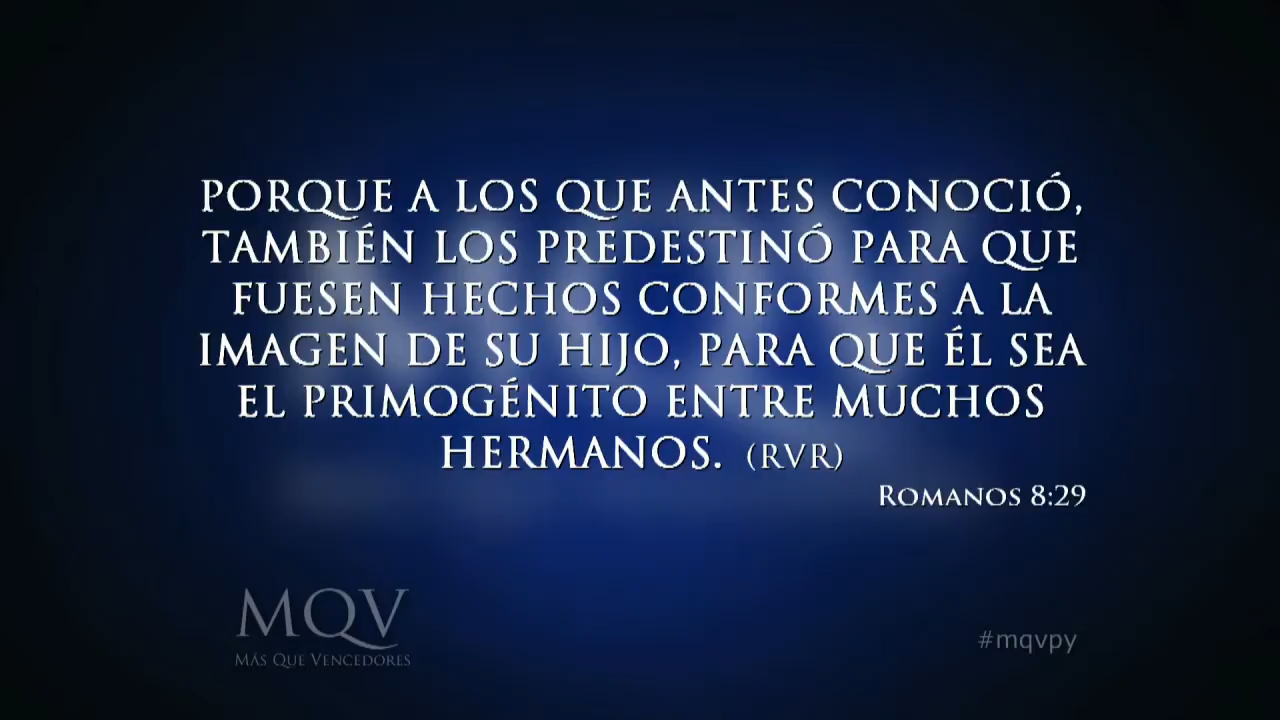 PORQUE A LOS QUE ANTES CONOCIÓ,
TAMBIÉN LOS PREDESTINÓ PARA QUE
FUESEN HECHOS CONFORMES A LA
IMAGEN DE SU HIJO, PARA QUE ÉL SEA
EL PRIMOGÉNITO ENTRE MUCHOS
HERMANOS. (RVR)
ROMANOS 8:29
MQV
MÁS QUE VENCEDORES
#mqvpy